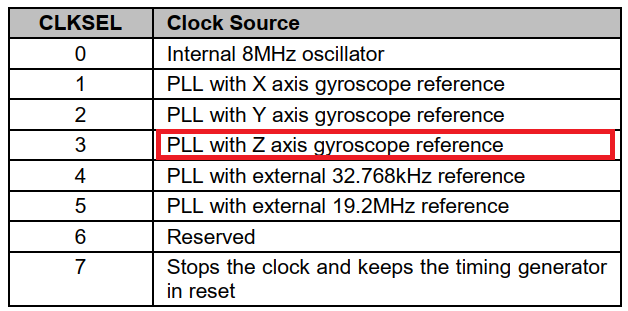 CLKSEL Clock Source
0 Internal 8MHz oscillator
1 PLL with X axis gyroscope reference
2 PLL with Y axis gyroscope reference
3 PLL with Z axis gyroscope reference
4 PLL with external 32.768kHz reference
5 PLL with external 19.2MHz reference
6 Reserved
7 Stops the clock and keeps the timing generator
in reset